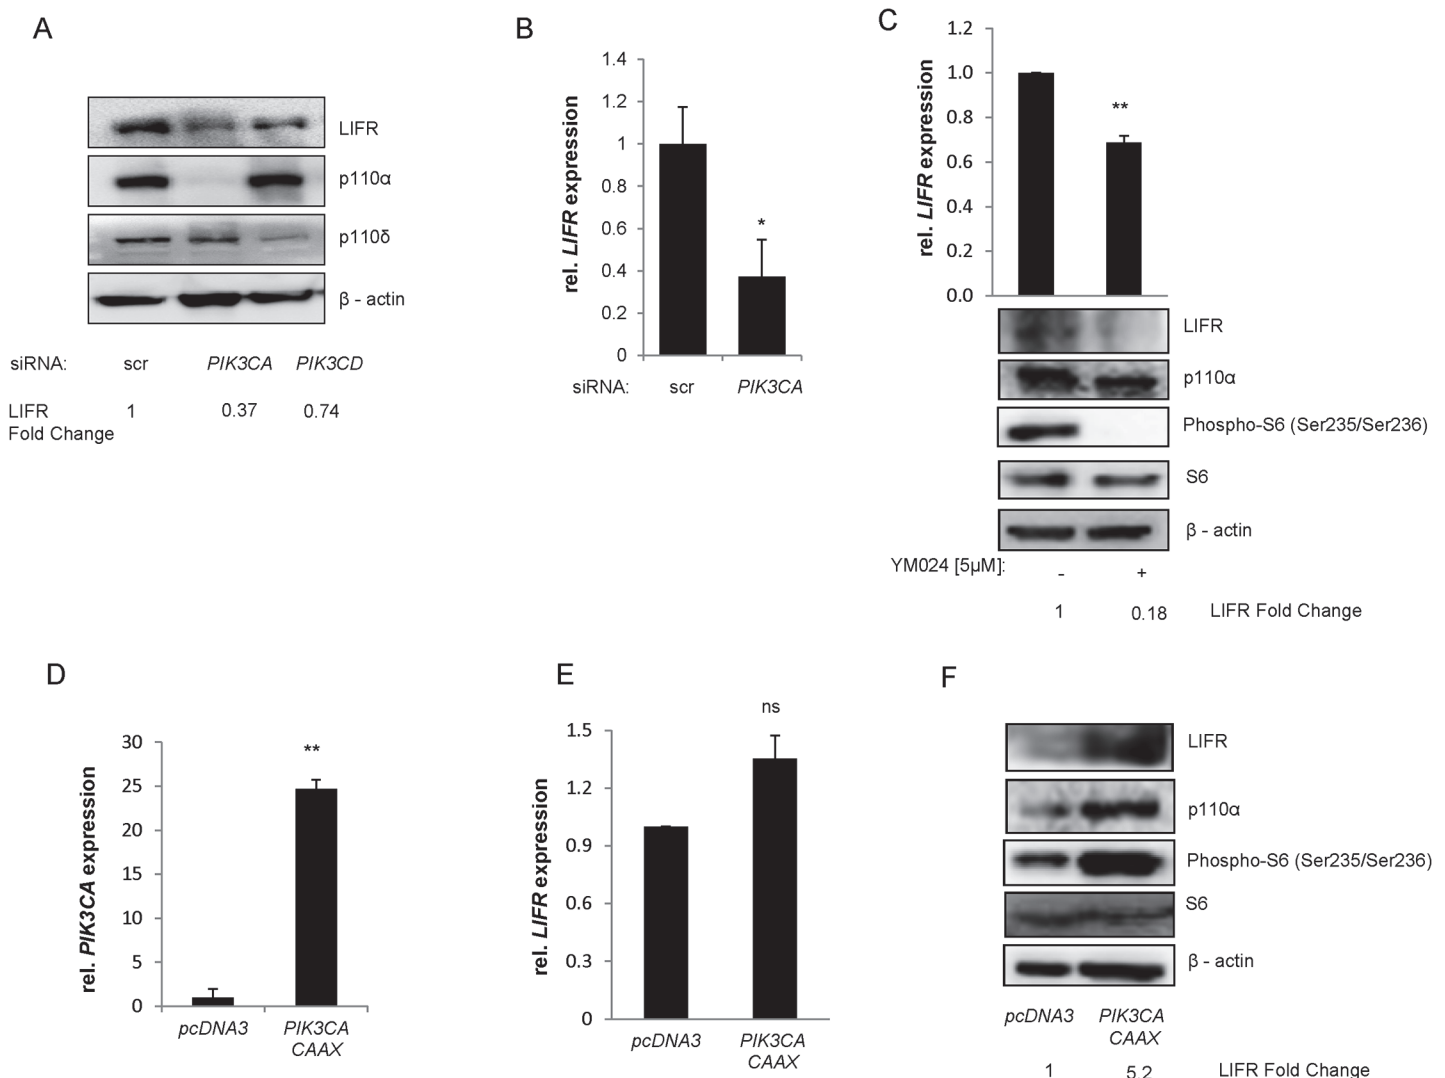 A
LIFR
p110α
p110δ
β - actin
siRNA: scr PIK3CA PIK3CD
LIFR 1 0.37 0.74
Fold Change
B
rel. LIFR expression
1.4
1.2
1
0.8
0.6
0.4
0.2
0
*
siRNA: scr PIK3CA
C
rel. LIFR expression
1.2
1.0
0.8
0.6
0.4
0.2
0.0
**
LIFR
p110α
Phospho-S6 (Ser235/Ser236)
S6
β - actin
YM024 [5μM]: - +
1 0.18 LIFR Fold Change
D
rel. PIK3CA expression
30
25
20
15
10
5
0
**
pcDNA3 PIK3CA
CAAX
E
rel. LIFR expression
ns
1.5
1.2
0.9
0.6
0.3
0
pcDNA3 PIK3CA
CAAX
F
LIFR
p110α
Phospho-S6 (Ser235/Ser236)
S6
β - actin
pcDNA3 PIK3CA
CAAX
1 5.2 LIFR Fold Change